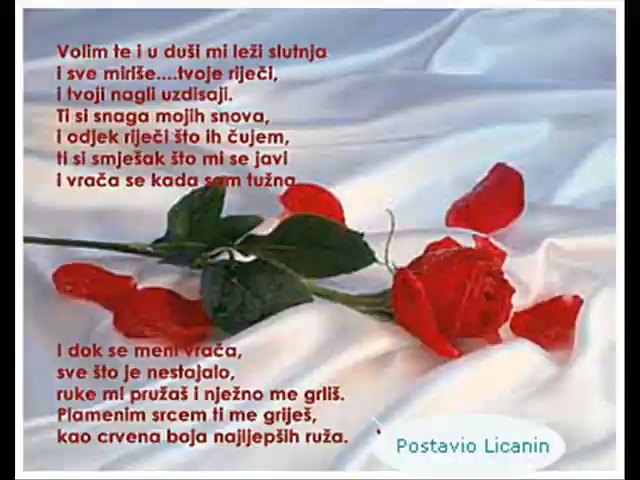 Volim te i u duši mi leži slutnja
i sve miriše....tvoje riječi,
i tvoji nagli uzdisaji.
Ti si snaga mojih snova,
i odjek riječi što ih čujem,
ti si smješak što mi se javi
i vrača se kada sam tužna
I dok se meni vrača,
sve što je nestajalo,
ruke mi pružaš i nježno me grliš.
Plamenim srcem ti me griješ,
kao crvena boja najljepših ruža.
Postavio Licanin